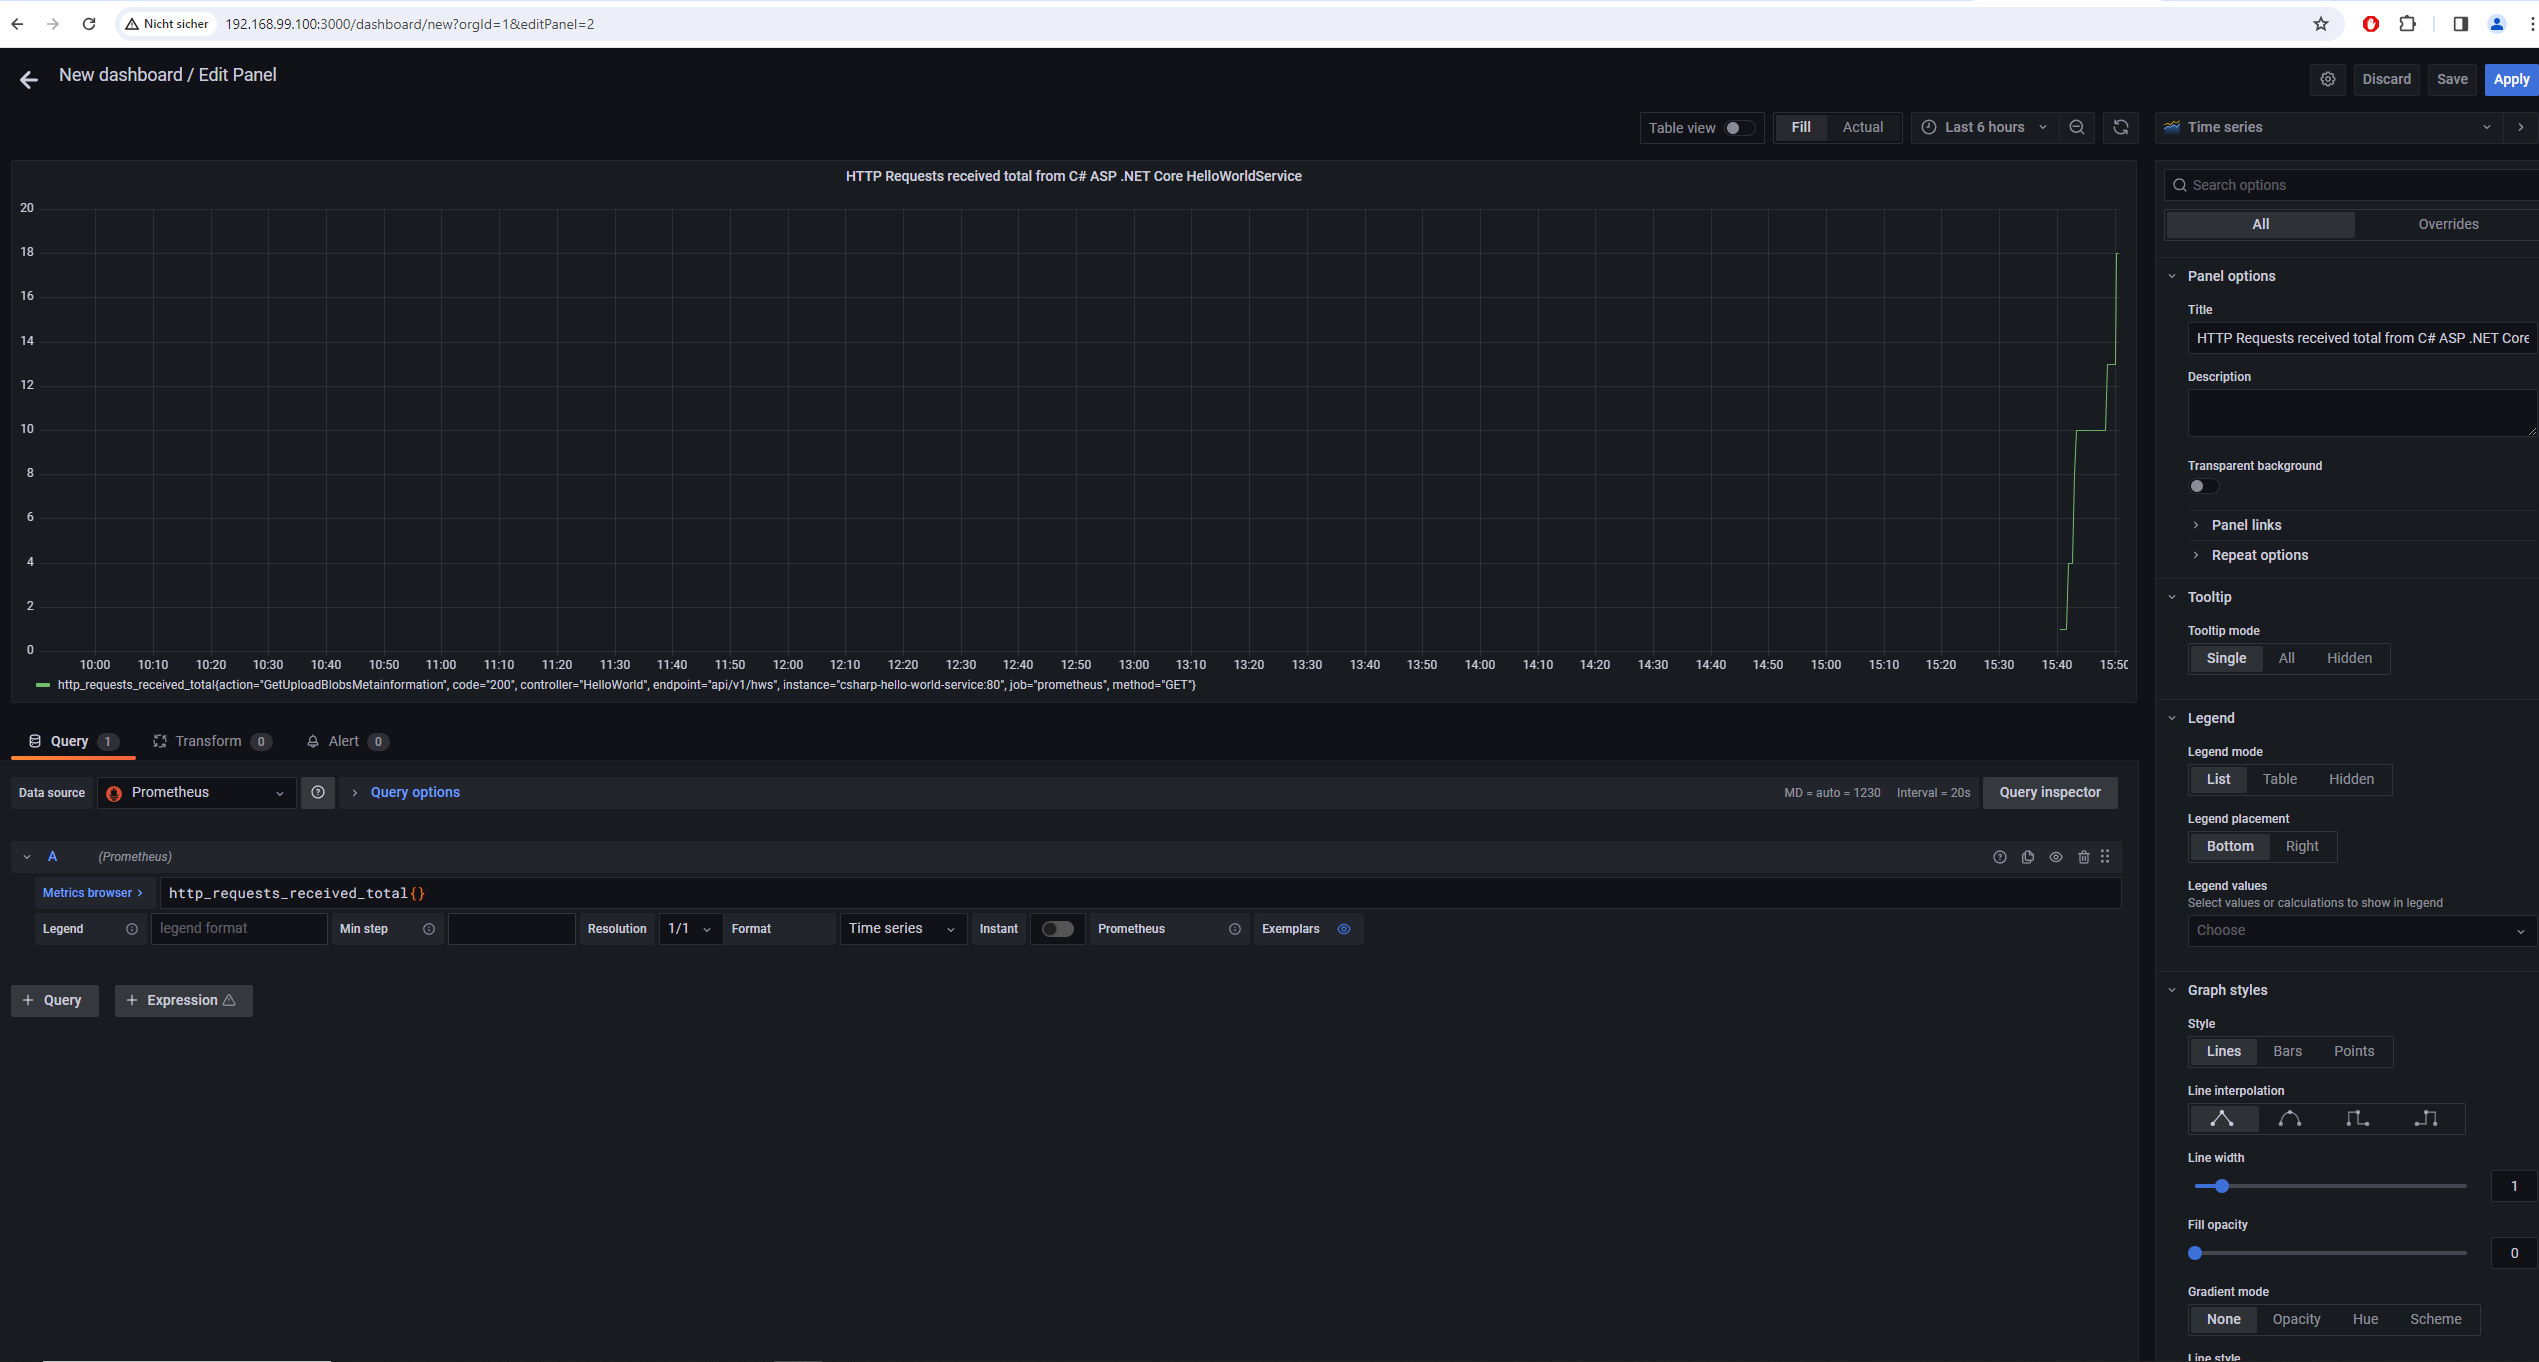 Nicht sicher 192.168.99.100:3000/dashboard/new?orgId=1&editPanel=2
New dashboard / Edit Panel
Discard Save Apply
Table view Fill Actual Last 6 hours Time series
HTTP Requests received total from C# ASP .NET Core HelloWorldService
20
18
16
14
12
10
8
6
4
2
0
10:00 10:10 10:20 10:30 10:40 10:50 11:00 11:10 11:20 11:30 11:40 11:50 12:00 12:10 12:20 12:30 12:40 12:50 13:00 13:10 13:20 13:30 13:40 13:50 14:00 14:10 14:20 14:30 14:40 14:50 15:00 15:10 15:20 15:30 15:40 15:50
http_requests_received_total{action="GetUploadBlobsMetainformation", code="200", controller="HelloWorld", endpoint="api/v1/hws", instance="csharp-hello-world-service:80", job="prometheus", method="GET"}
Query 1 Transform 0 Alert 0
Data source Prometheus Query options MD = auto = 1230 Interval = 20s Query inspector
A (Prometheus)
Metrics browser http_requests_received_total{}
Legend legend format Min step Resolution 1/1 Format Time series Instant Prometheus Exemplars
+ Query + Expression
Search options
All Overrides
Panel options
Title
HTTP Requests received total from C# ASP .NET Core
Description
Transparent background
Panel links
Repeat options
Tooltip
Tooltip mode
Single All Hidden
Legend
Legend mode
List Table Hidden
Legend placement
Bottom Right
Legend values
Select values or calculations to show in legend
Choose
Graph styles
Style
Lines Bars Points
Line interpolation
Line width
1
Fill opacity
0
Gradient mode
None Opacity Hue Scheme
Line style